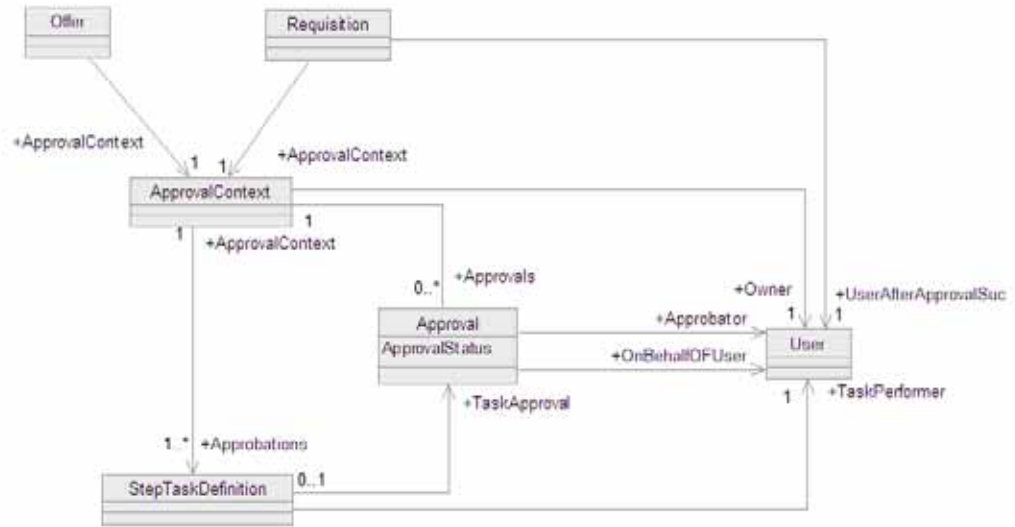 Offer
Requisition
+ApprovalContext
1
1
+ApprovalContext
ApprovalContext
1
+ApprovalContext
1
0..*
+Approvals
+Owner
1
+UserAfterApprovalSuc
1
Approval
ApprovalStatus
+Approbator
+OnBehalfOFUser
User
+TaskApproval
1
+TaskPerformer
1..*
+Approbations
StepTaskDefinition
0..1